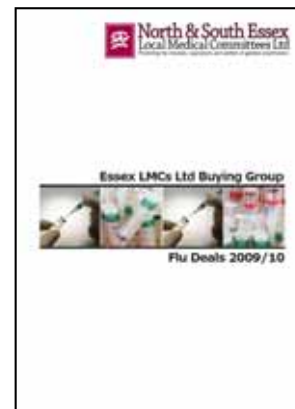 North & South Essex
Local Medical Committees Ltd
Essex LMCs Ltd Buying Group
Flu Deals 2009/10